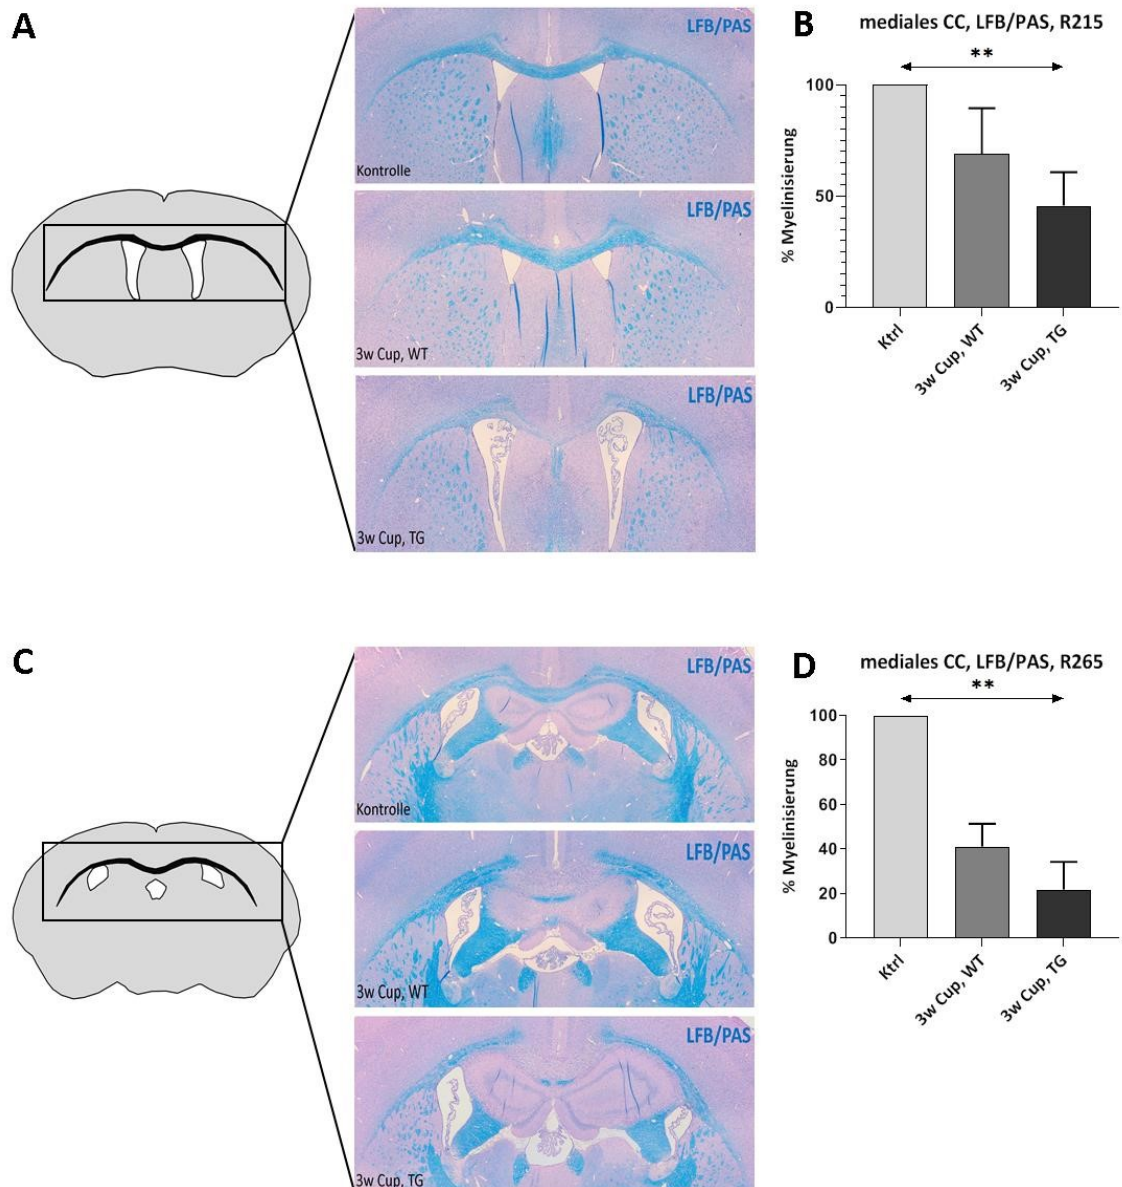 A
LFB/PAS
Kontrolle
LFB/PAS
3w Cup, WT
LFB/PAS
3w Cup, TG
B
mediales CC, LFB/PAS, R215
**
% Myelinisierung
100
50
0
Ktrl
3w Cup, WT
3w Cup, TG
C
LFB/PAS
Kontrolle
LFB/PAS
3w Cup, WT
LFB/PAS
3w Cup, TG
D
mediales CC, LFB/PAS, R265
**
% Myelinisierung
100
80
60
40
20
0
Ktrl
3w Cup, WT
3w Cup, TG